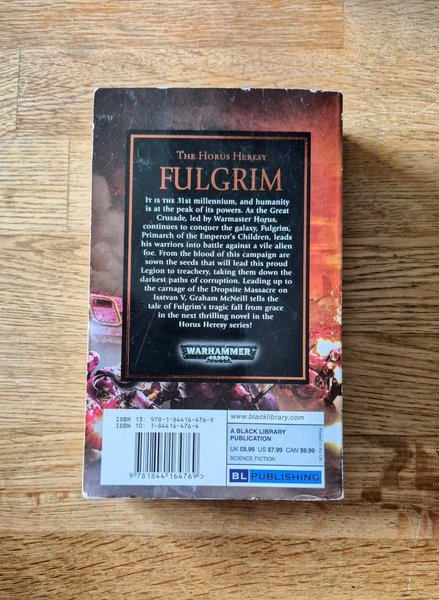 THE HORUS HERESY
FULGRIM
IT IS THE 31st millennium, and humanity
is at the peak of its powers. As the Great
Crusade, led by Warmaster Horus,
continues to conquer the galaxy, Fulgrim,
Primarch of the Emperor's Children, leads
his warriors into battle against a vile alien
foe. From the blood of this campaign are
sown the seeds that will lead this proud
Legion to treachery, taking them down the
darkest paths of corruption. Leading up to
the carnage of the Dropsite Massacre on
Isstvan V, Graham McNeill tells the
tale of Fulgrim's tragic fall from grace
in the next thrilling novel in the
Horus Heresy series!
WARHAMMER
40,000
ISBN 13: 978-1-84416-476-9
ISBN 10: 1-84416-476-4
9 781844 164769 >
www.blacklibrary.com
A BLACK LIBRARY
PUBLICATION
UK £6.99 US $7.99 CAN $9.99
SCIENCE FICTION
BL PUBLISHING
Printed in the UK